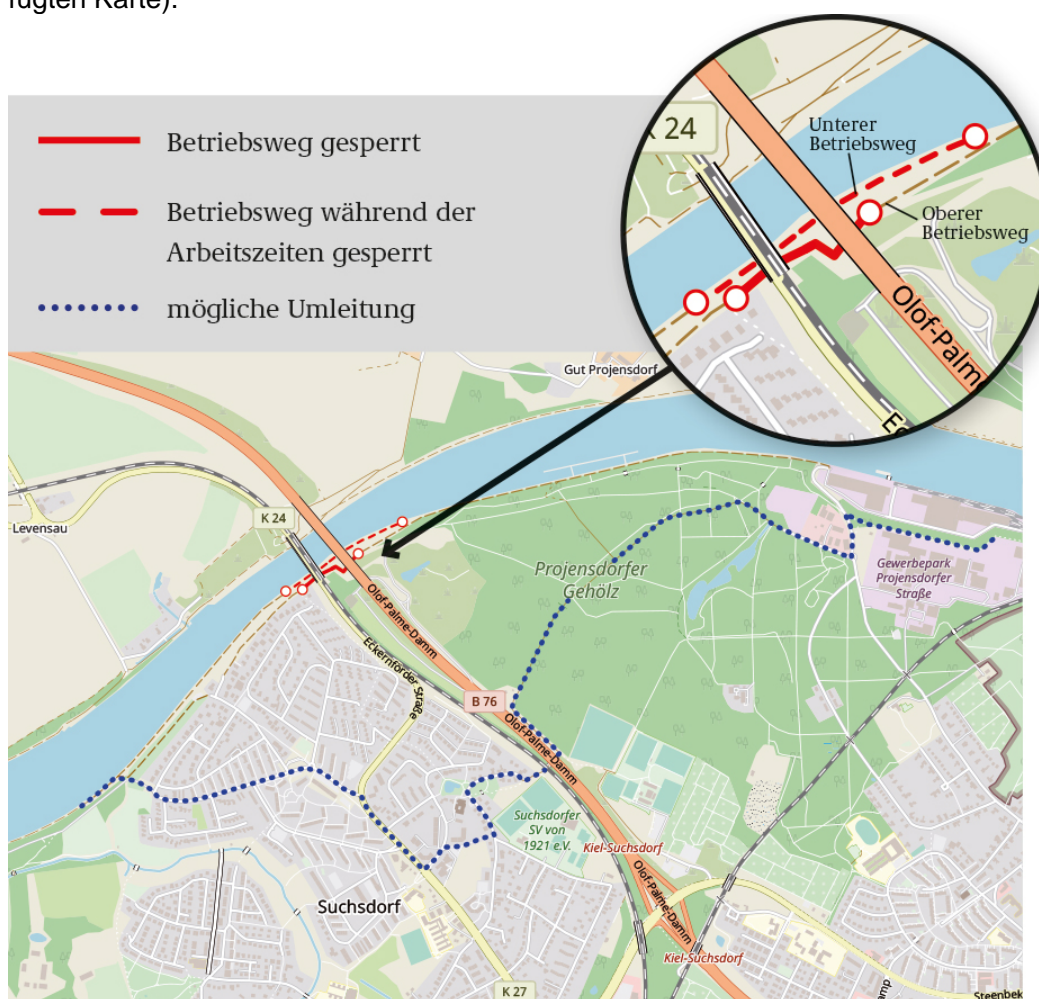 fügten Karte).
Betriebsweg gesperrt
Betriebsweg während der
Arbeitszeiten gesperrt
mögliche Umleitung
K 24
Unterer
Betriebsweg
Oberer
Betriebsweg
Olof-Palm
Gut Projensdorf
Levensau
K 24
Projensdorfer
Gehölz
Gewerbepark
Projensdorfer
Straße
Olof-Palme-Damm
Eckernförder Straße
B 76
Olof-Palme-Damm
Suchsdorfer
SV von
1921 e.V.
Kiel-Suchsdorf
Olof-Palme-Damm
Suchsdorf
Kiel-Suchsdorf
K 27
Steenbek